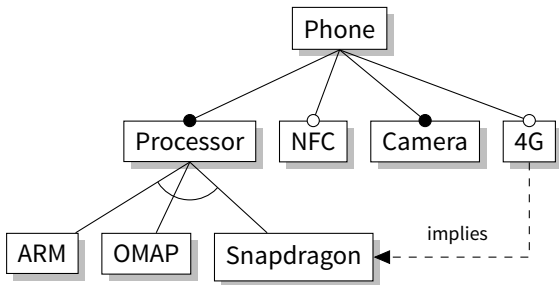 Phone
Processor
NFC
Camera
4G
implies
ARM
OMAP
Snapdragon